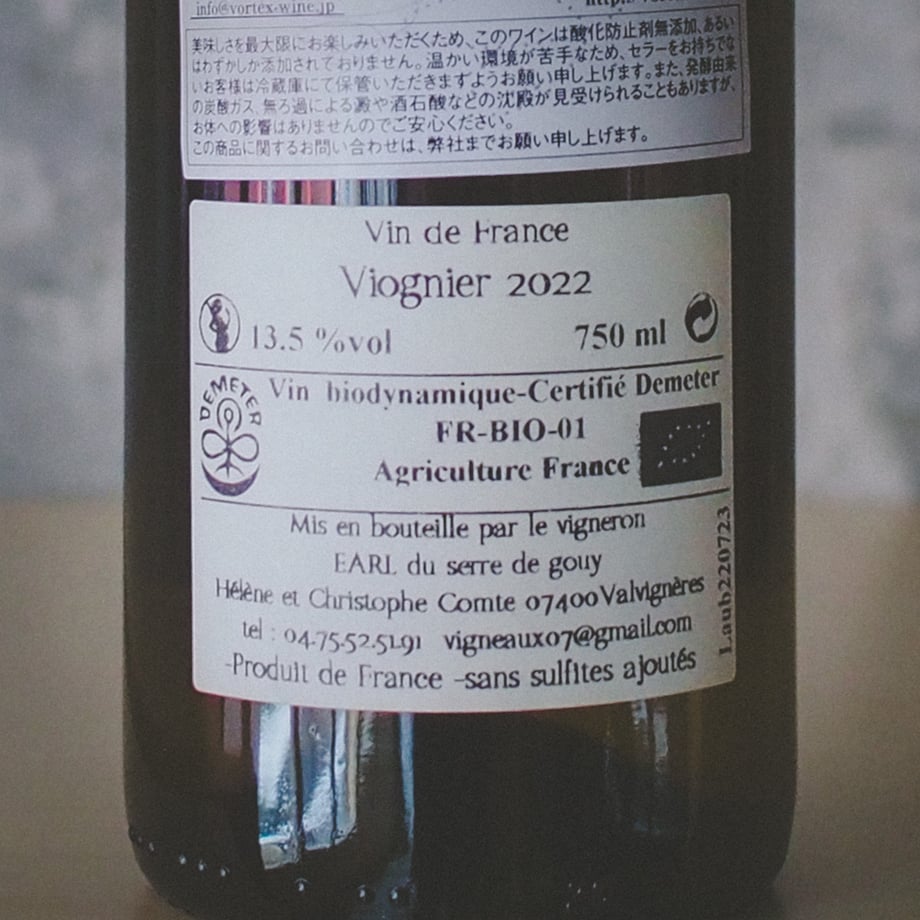 info@vortex-wine.jp
美味しさを最大限にお楽しみいただくため、このワインは酸化防止剤無添加、あるい
はわずかしか添加されておりません。温かい環境が苦手なため、セラーをお持ちでな
いお客様は冷蔵庫にて保管いただきますようお願い申し上げます。また、発酵由来
の炭酸ガス、無ろ過による澱や酒石酸などの沈殿が見受けられることもありますが、
お体への影響はありませんのでご安心ください。
この商品に関するお問い合わせは、弊社までお願い申し上げます。
Vin de France
Viognier 2022
13.5 %vol 750 ml
DEMETER
Vin biodynamique-Certifié Demeter
FR-BIO-01
Agriculture France
Mis en bouteille par le vigneron
EARL du serre de gouy
Hélène et Christophe Comte 07400 Valvignères
tel : 04.75.52.51.91 vigneaux07@gmail.com
-Produit de France -sans sulfites ajoutés
Laub220723